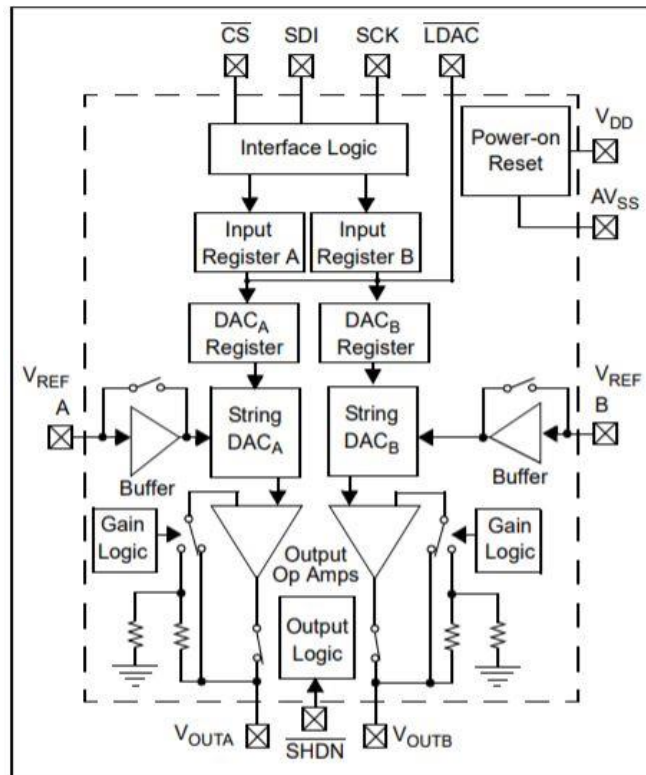 CS SDI SCK LDAC
Interface Logic
Power-on
Reset
VDD
AVSS
Input
Register A
Input
Register B
DACA
Register
DACB
Register
VREF
A
Buffer
String
DACA
String
DACB
VREF
B
Buffer
Gain
Logic
Output
Op Amps
Gain
Logic
Output
Logic
VOUTA
SHDN
VOUTB